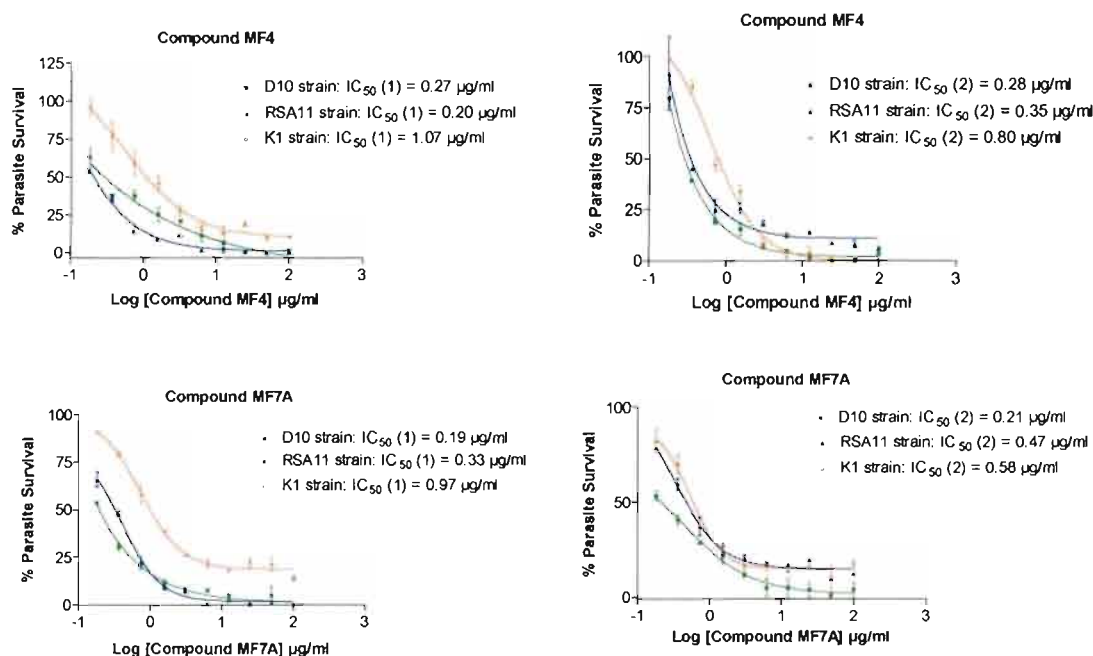 Compound MF4
125
100
75
50
25
0
% Parasite Survival
D10 strain: IC50 (1) = 0.27 µg/ml
RSA11 strain: IC50 (1) = 0.20 µg/ml
K1 strain: IC50 (1) = 1.07 µg/ml
-1 0 1 2 3
Log [Compound MF4] µg/ml
Compound MF4
100
75
50
25
0
% Parasite Survival
D10 strain: IC50 (2) = 0.28 µg/ml
RSA11 strain: IC50 (2) = 0.35 µg/ml
K1 strain: IC50 (2) = 0.80 µg/ml
-1 0 1 2 3
Log [Compound MF4] µg/ml
Compound MF7A
100
75
50
25
0
% Parasite Survival
D10 strain: IC50 (1) = 0.19 µg/ml
RSA11 strain: IC50 (1) = 0.33 µg/ml
K1 strain: IC50 (1) = 0.97 µg/ml
-1 0 1 2 3
Log [Compound MF7A] µg/ml
Compound MF7A
100
75
50
25
0
% Parasite Survival
D10 strain: IC50 (2) = 0.21 µg/ml
RSA11 strain: IC50 (2) = 0.47 µg/ml
K1 strain: IC50 (2) = 0.58 µg/ml
-1 0 1 2 3
Log [Compound MF7A] µg/ml